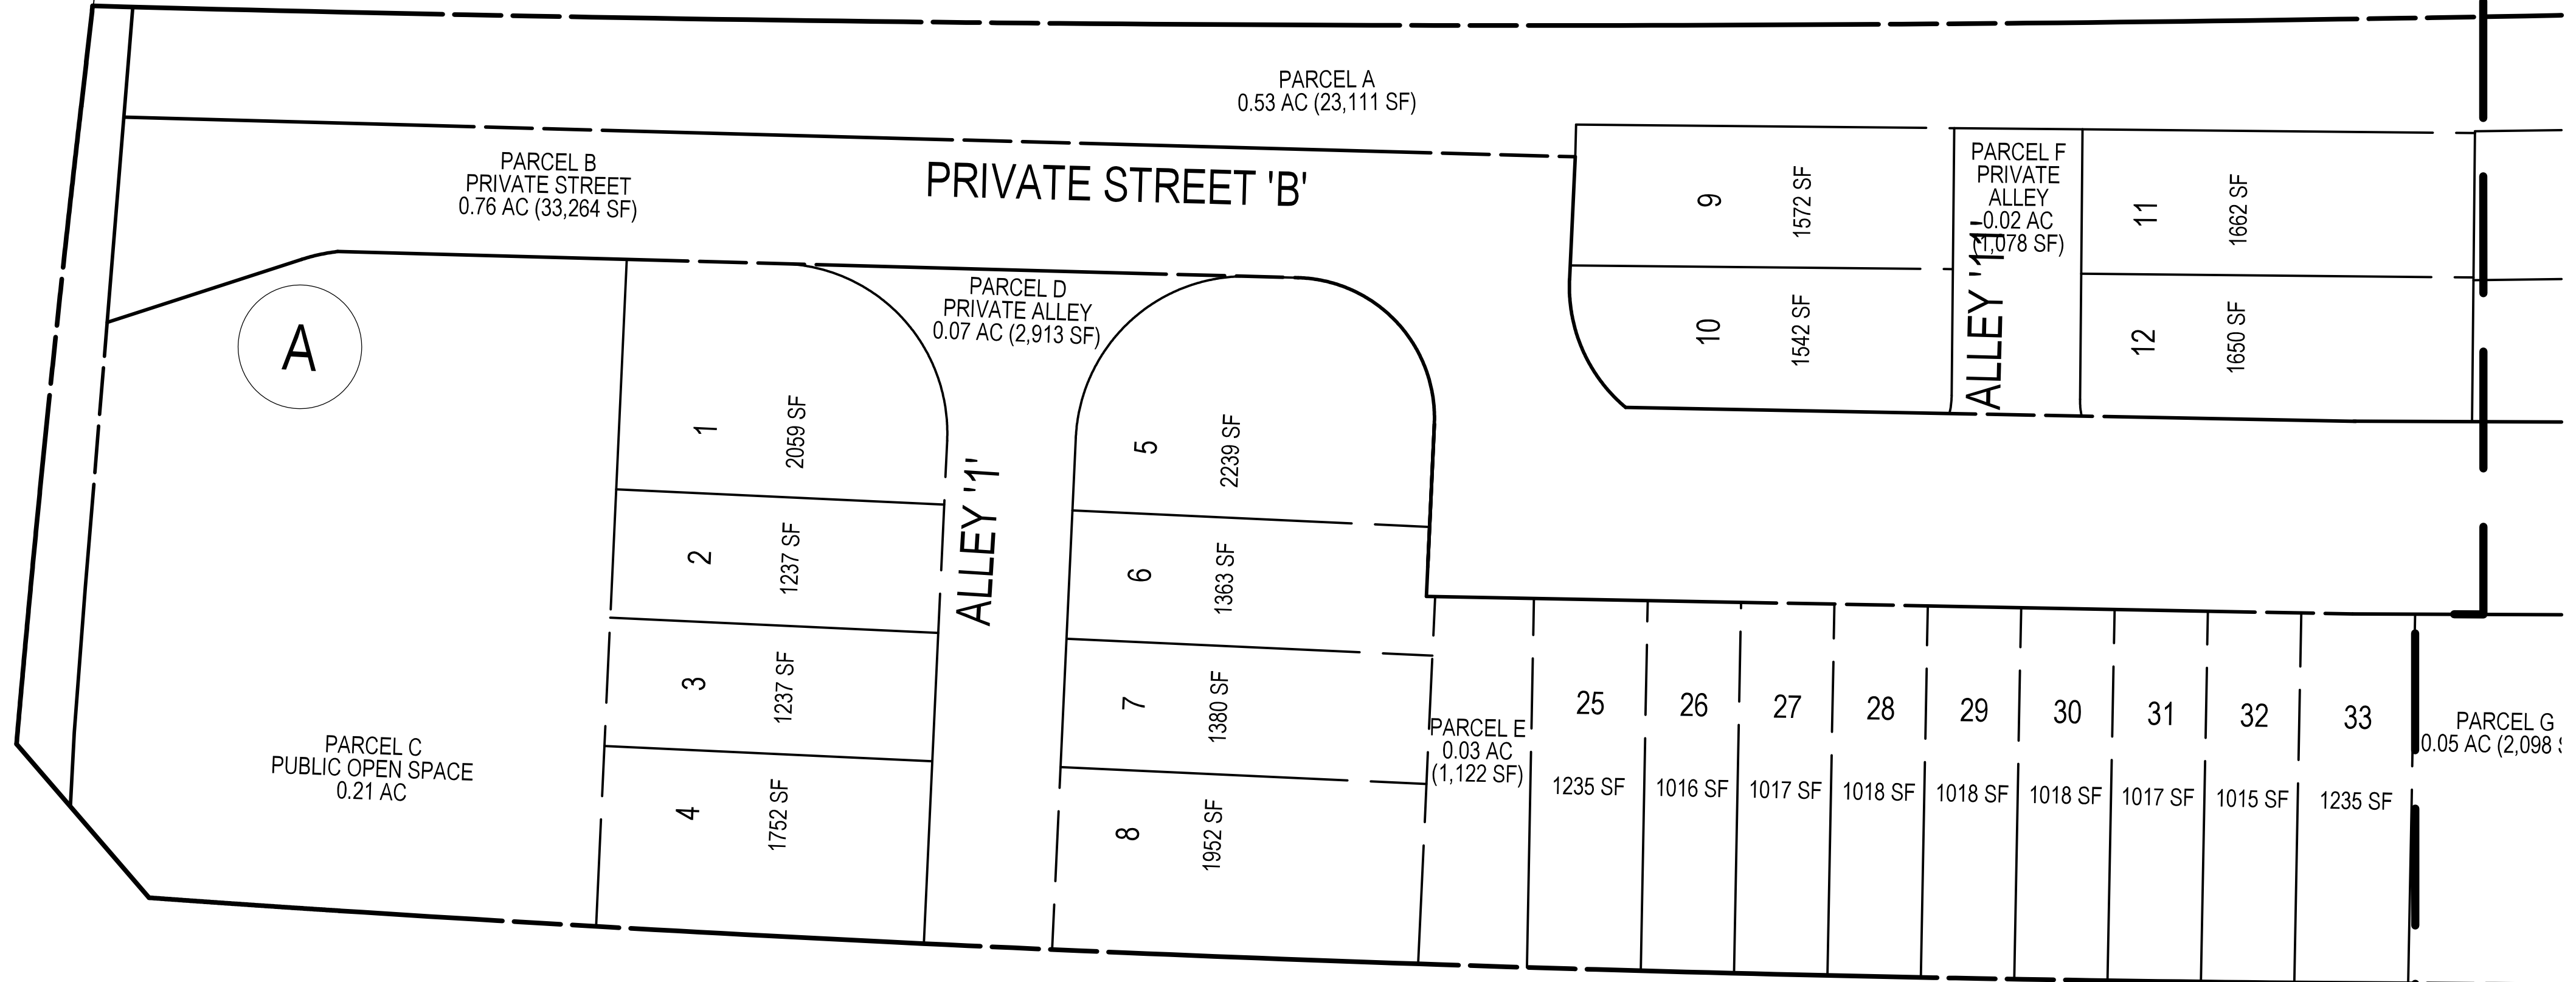 PARCEL A
0.53 AC (23,111 SF)
PARCEL B
PRIVATE STREET
0.76 AC (33,264 SF)
PRIVATE STREET 'B'
PARCEL F
PRIVATE
ALLEY
0.02 AC
(1,078 SF)
ALLEY '11'
9
1572 SF
10
1542 SF
11
1662 SF
12
1650 SF
A
PARCEL D
PRIVATE ALLEY
0.07 AC (2,913 SF)
ALLEY '1'
1
2059 SF
2
1237 SF
3
1237 SF
4
1752 SF
5
2239 SF
6
1363 SF
7
1380 SF
8
1952 SF
PARCEL C
PUBLIC OPEN SPACE
0.21 AC
PARCEL E
0.03 AC
(1,122 SF)
25
1235 SF
26
1016 SF
27
1017 SF
28
1018 SF
29
1018 SF
30
1018 SF
31
1017 SF
32
1015 SF
33
1235 SF
PARCEL G
0.05 AC (2,098